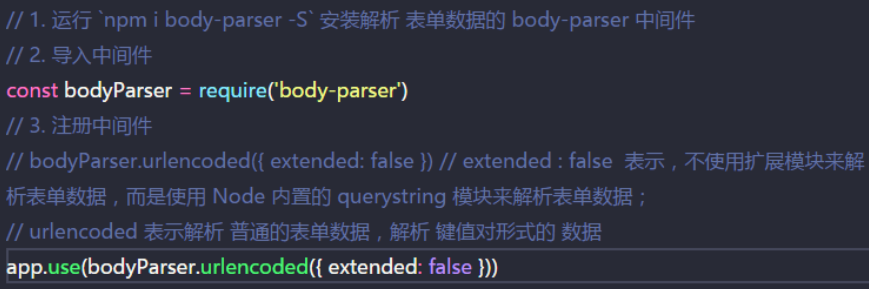 // 1. 运行 `npm i body-parser -S` 安装解析 表单数据的 body-parser 中间件
// 2. 导入中间件
const bodyParser = require('body-parser')
// 3. 注册中间件
// bodyParser.urlencoded({ extended: false }) // extended : false  表示，不使用扩展模块来解
析表单数据，而是使用 Node 内置的 querystring 模块来解析表单数据；
// urlencoded 表示解析 普通的表单数据，解析 键值对形式的 数据
app.use(bodyParser.urlencoded({ extended: false }))